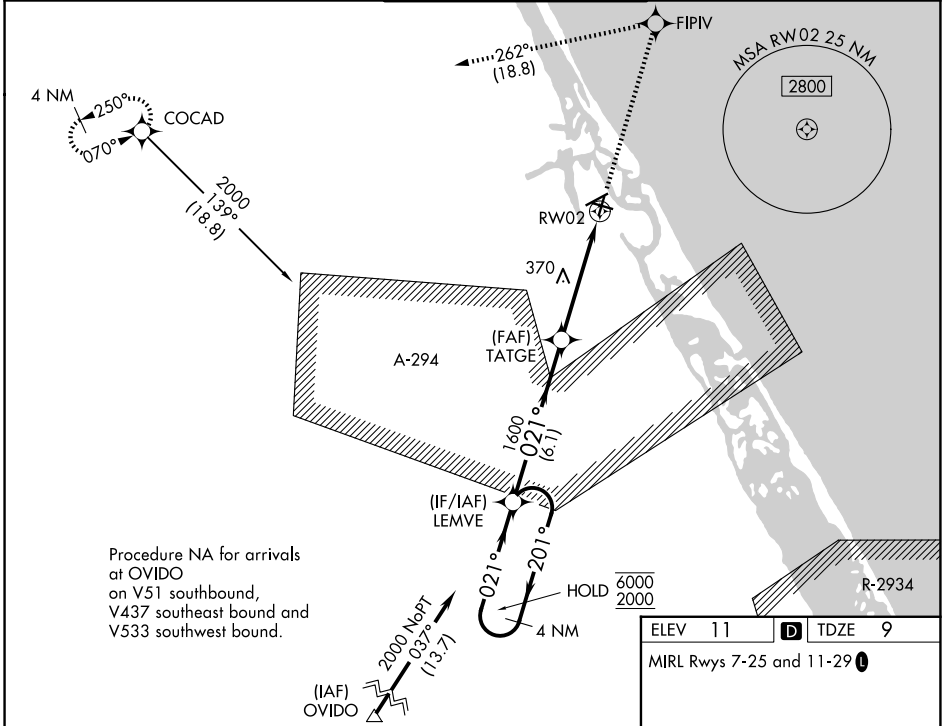 FIPIV
262°
(18.8)
MSA RW02 25 NM
2800
4 NM
250°
070°
COCAD
2000
139°
(18.8)
RW02
370
(FAF)
TATGE
A-294
1600
021°
(6.1)
(IF/IAF)
LEMVE
021°
201°
HOLD
6000
2000
4 NM
R-2934
Procedure NA for arrivals
at OVIDO
on V51 southbound,
V437 southeast bound and
V533 southwest bound.
2000 NoPT
037°
(13.7)
(IAF)
OVIDO
ELEV 11 D TDZE 9
MIRL Rwys 7-25 and 11-29 L